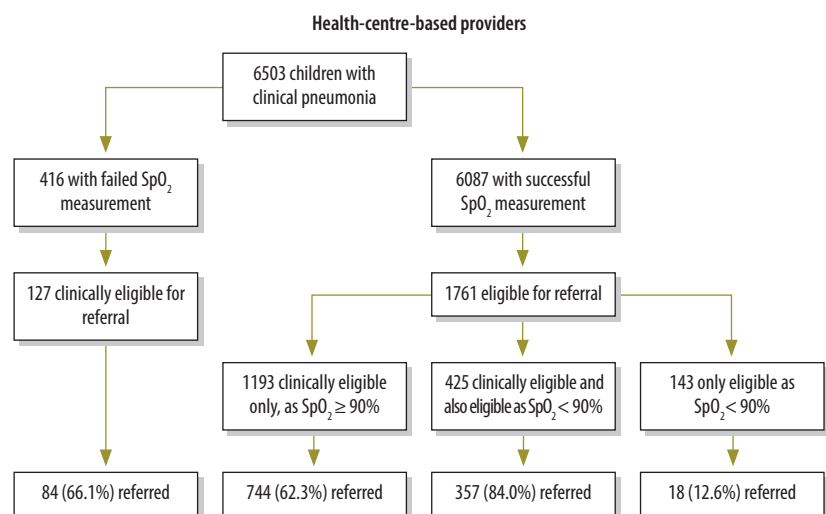 Health-centre-based providers
6503 children with
clinical pneumonia
416 with failed SpO₂
measurement
6087 with successful
SpO₂ measurement
127 clinically eligible for
referral
1761 eligible for referral
1193 clinically eligible
only, as SpO₂ ≥ 90%
425 clinically eligible and
also eligible as SpO₂ < 90%
143 only eligible as
SpO₂ < 90%
84 (66.1%) referred
744 (62.3%) referred
357 (84.0%) referred
18 (12.6%) referred